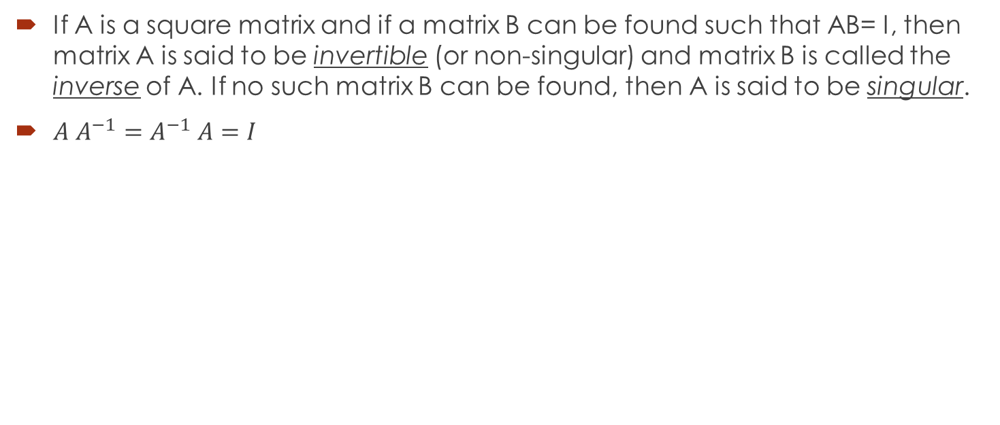 If A is a square matrix and if a matrix B can be found such that AB= I, then
matrix A is said to be invertible (or non-singular) and matrix B is called the
inverse of A. If no such matrix B can be found, then A is said to be singular.
A A⁻¹ = A⁻¹ A = I